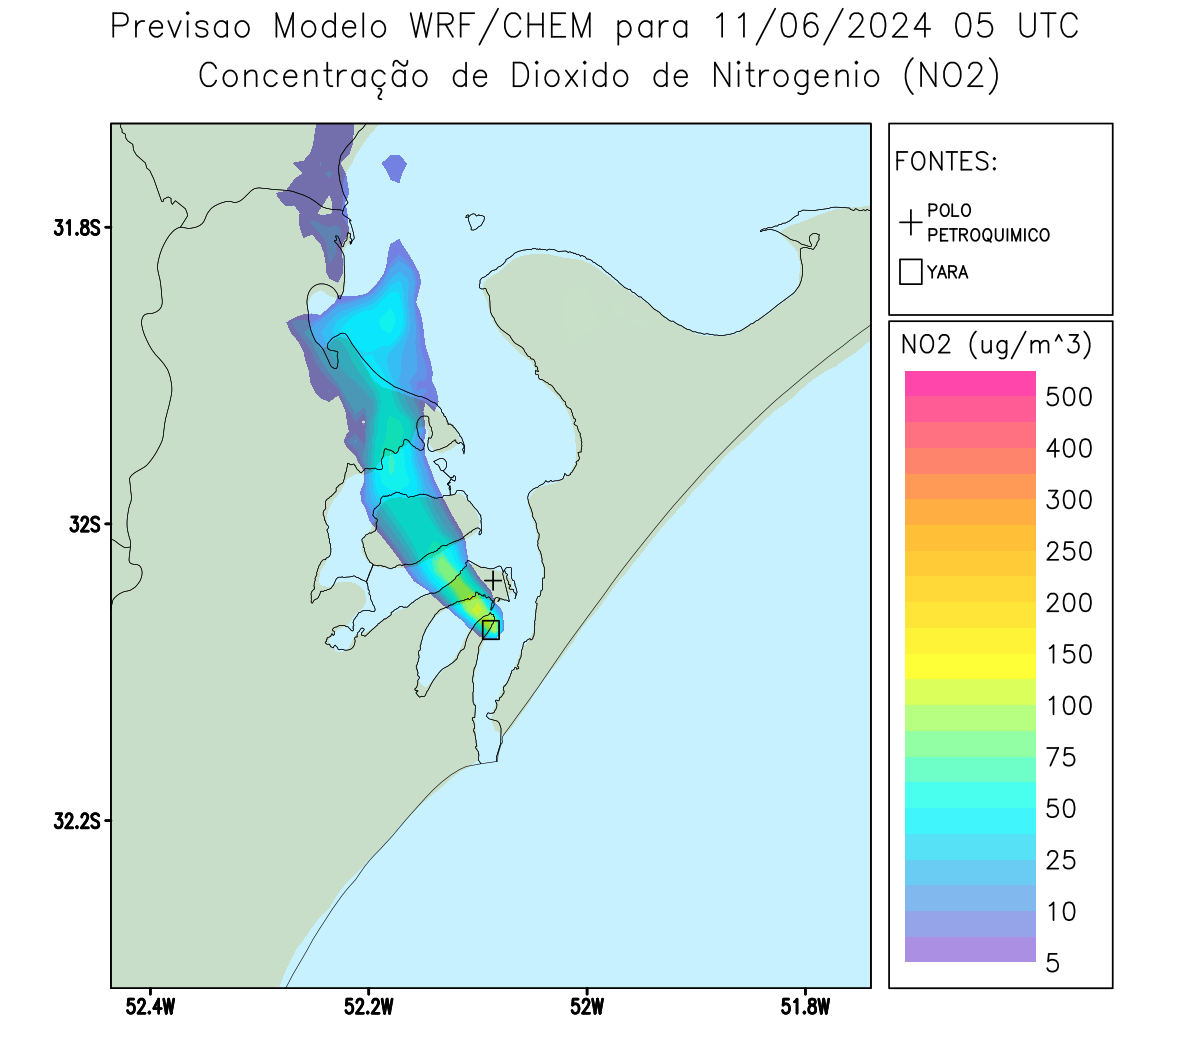 Previsao Modelo WRF/CHEM para 11/06/2024 05 UTC
Concentração de Dioxido de Nitrogenio (NO2)
FONTES:
POLO
PETROQUIMICO
YARA
NO2 (ug/m^3)
500
400
300
250
200
150
100
75
50
25
10
5
31.8S
32S
32.2S
52.4W
52.2W
52W
51.8W